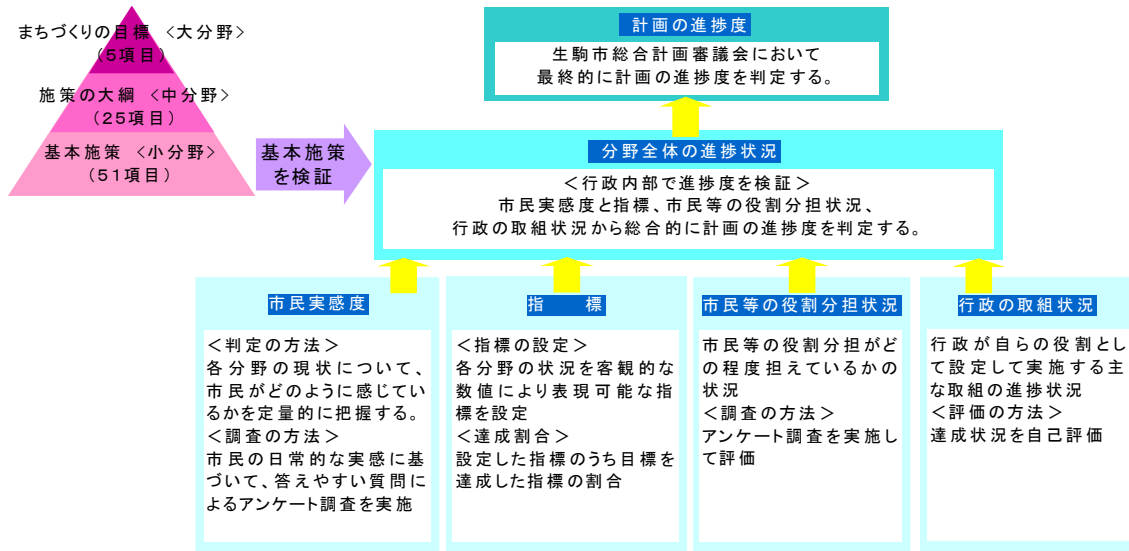 まちづくりの目標 <大分野>
(5項目)
施策の大綱 <中分野>
(25項目)
基本施策 <小分野>
(51項目)
基本施策
を検証
計画の進捗度
生駒市総合計画審議会において
最終的に計画の進捗度を判定する。
分野全体の進捗状況
<行政内部で進捗度を検証>
市民実感度と指標、市民等の役割分担状況、
行政の取組状況から総合的に計画の進捗度を判定する。
市民実感度
<判定の方法>
各分野の現状について、
市民がどのように感じてい
るかを定量的に把握する。
<調査の方法>
市民の日常的な実感に基
づいて、答えやすい質問に
よるアンケート調査を実施
指 標
<指標の設定>
各分野の状況を客観的な
数値により表現可能な指
標を設定
<達成割合>
設定した指標のうち目標を
達成した指標の割合
市民等の役割分担状況
市民等の役割分担がど
の程度担えているかの
状況
<調査の方法>
アンケート調査を実施し
て評価
行政の取組状況
行政が自らの役割とし
て設定して実施する主
な取組の進捗状況
<評価の方法>
達成状況を自己評価